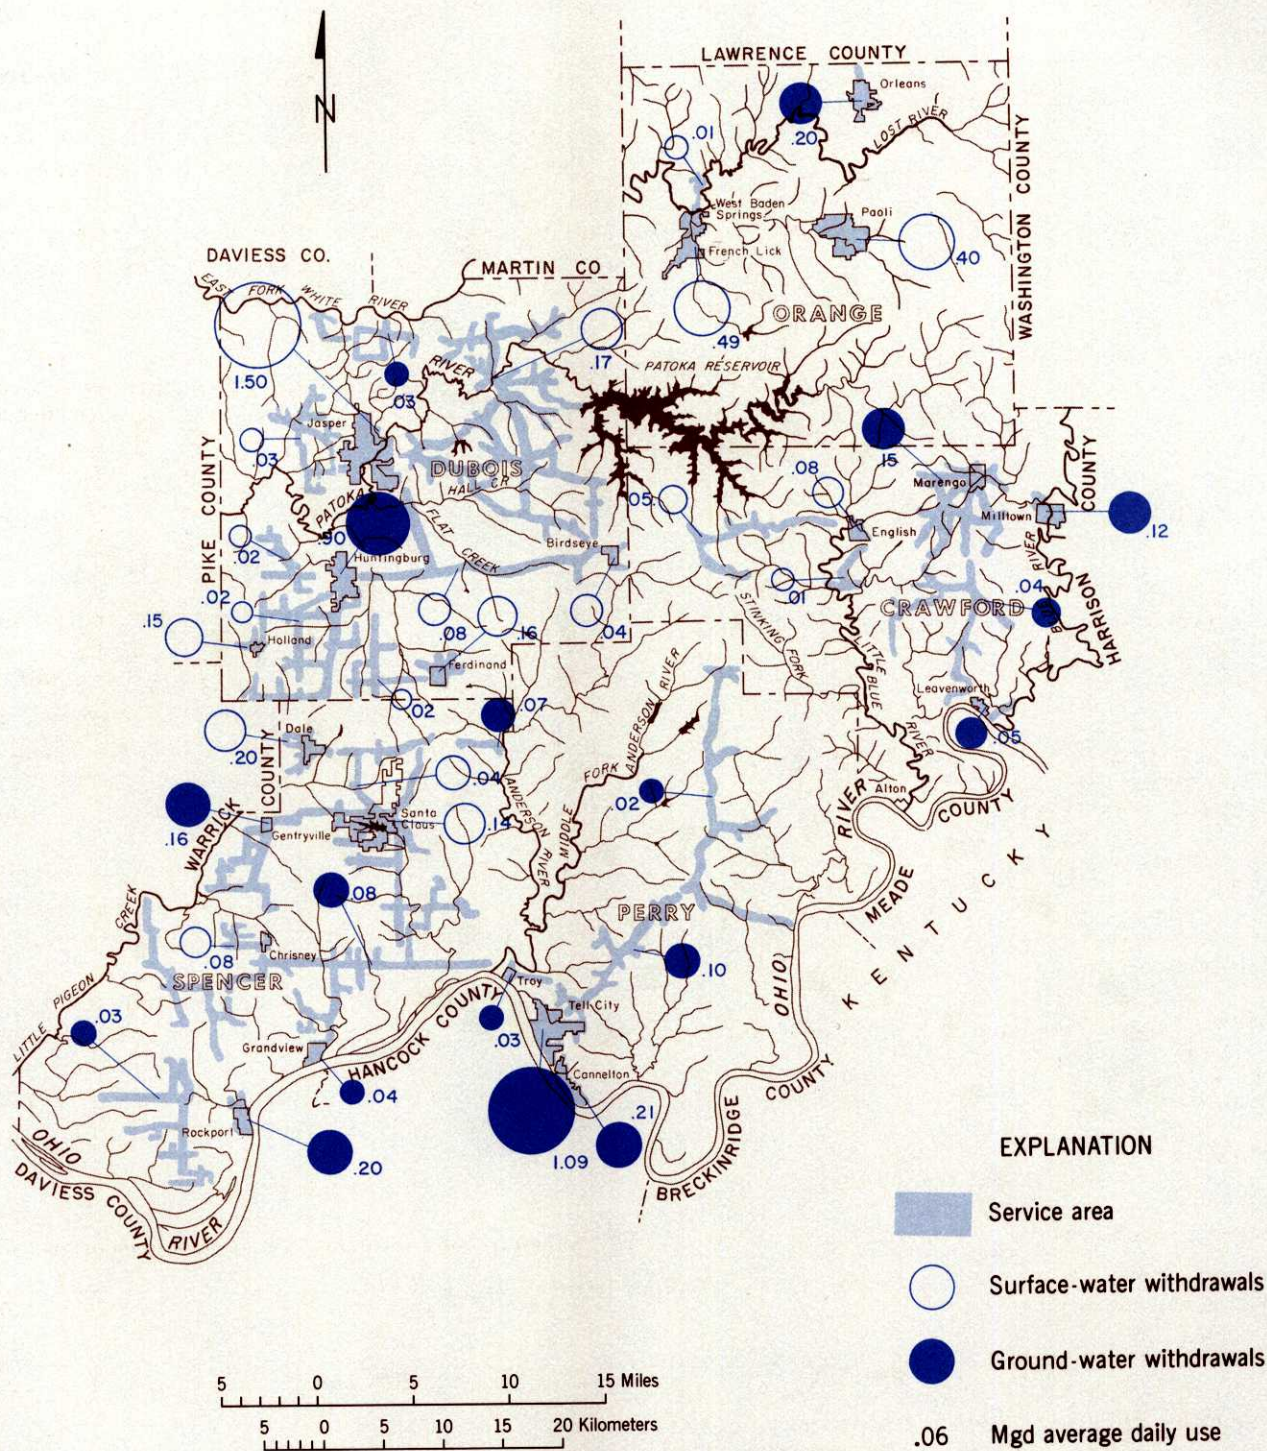 LAWRENCE COUNTY
Orleans
N
.01
.20
LOST RIVER
WASHINGTON COUNTY
West Baden
Springs
Paoli
French Lick
.40
DAVIESS CO.
MARTIN CO
EAST FORK WHITE RIVER
ORANGE
.49
.17
1.50
RIVER
PATOKA RESERVOIR
.03
Jasper
.03
PIKE COUNTY
DUBOIS
HALL CR
.15
.08
.05
Marengo
COUNTY
Milltown
.12
PATOKA
FLAT CREEK
.90
English
.02
Birdseye
Huntingburg
RIVER
.04
.01
.02
CRAWFORD
BLUE
HARRISON
.15
Holland
.08
.16
.04
STINKING FORK
LITTLE BLUE RIVER
Ferdinand
Leavenworth
.02
.07
.05
.20
Dale
COUNTY
.04
MIDDLE FORK ANDERSON RIVER
ANDERSON RIVER
.02
Alton
RIVER
COUNTY
.16
WARRICK
Gentryville
Santa
Claus
.14
MEADE
KENTUCKY
.08
PERRY
LITTLE PIGEON CREEK
.08
Chrisney
SPENCER
.10
OHIO
Troy
HANCOCK COUNTY
Tell City
.03
.03
Grandview
Cannelton
COUNTY
.04
.21
Rockport
.20
1.09
BRECKINRIDGE
OHIO
DAVIESS COUNTY
RIVER
EXPLANATION
Service area
Surface-water withdrawals
Ground-water withdrawals
.06 Mgd average daily use
5 0 5 10 15 Miles
5 0 5 10 15 20 Kilometers